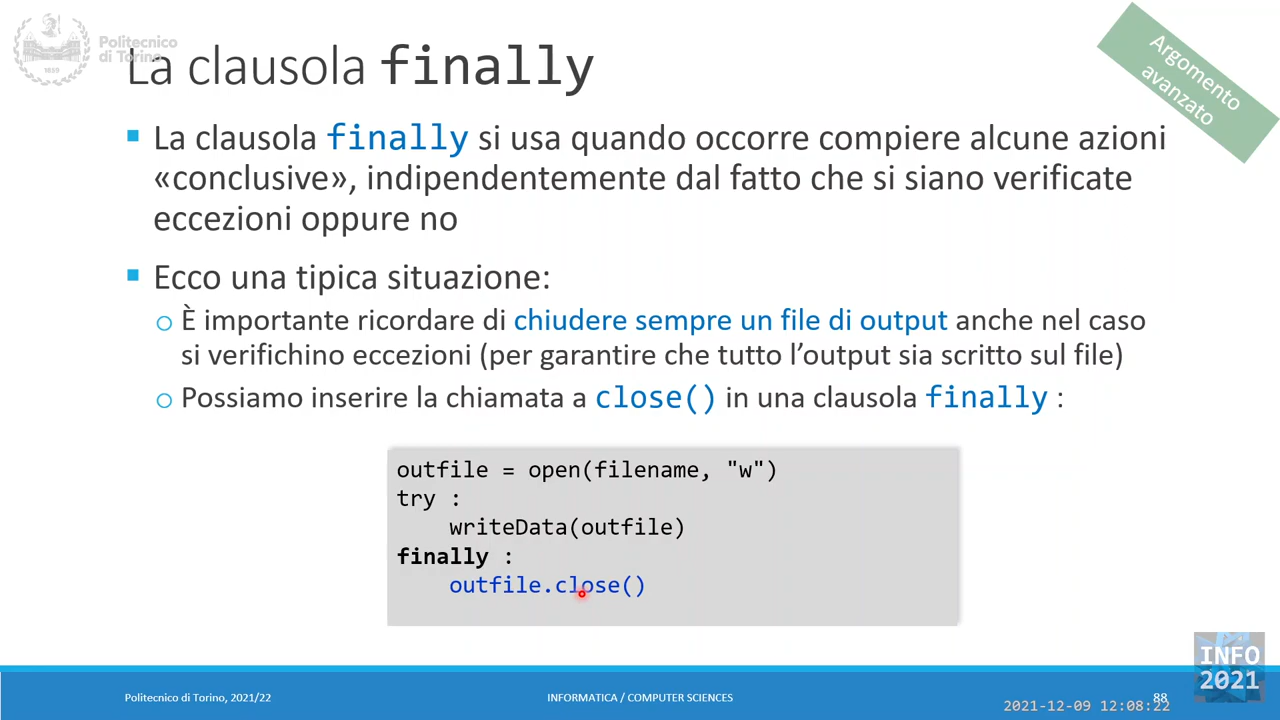 Politecnico
di Torino
La clausola finally
Argomento
avanzato
▪ La clausola finally si usa quando occorre compiere alcune azioni
«conclusive», indipendentemente dal fatto che si siano verificate
eccezioni oppure no
▪ Ecco una tipica situazione:
o È importante ricordare di chiudere sempre un file di output anche nel caso
si verifichino eccezioni (per garantire che tutto l’output sia scritto sul file)
o Possiamo inserire la chiamata a close() in una clausola finally :
outfile = open(filename, "w")
try :
    writeData(outfile)
finally :
    outfile.close()
INFO
2021
Politecnico di Torino, 2021/22
INFORMATICA / COMPUTER SCIENCES
88
2021-12-09 12:08:22